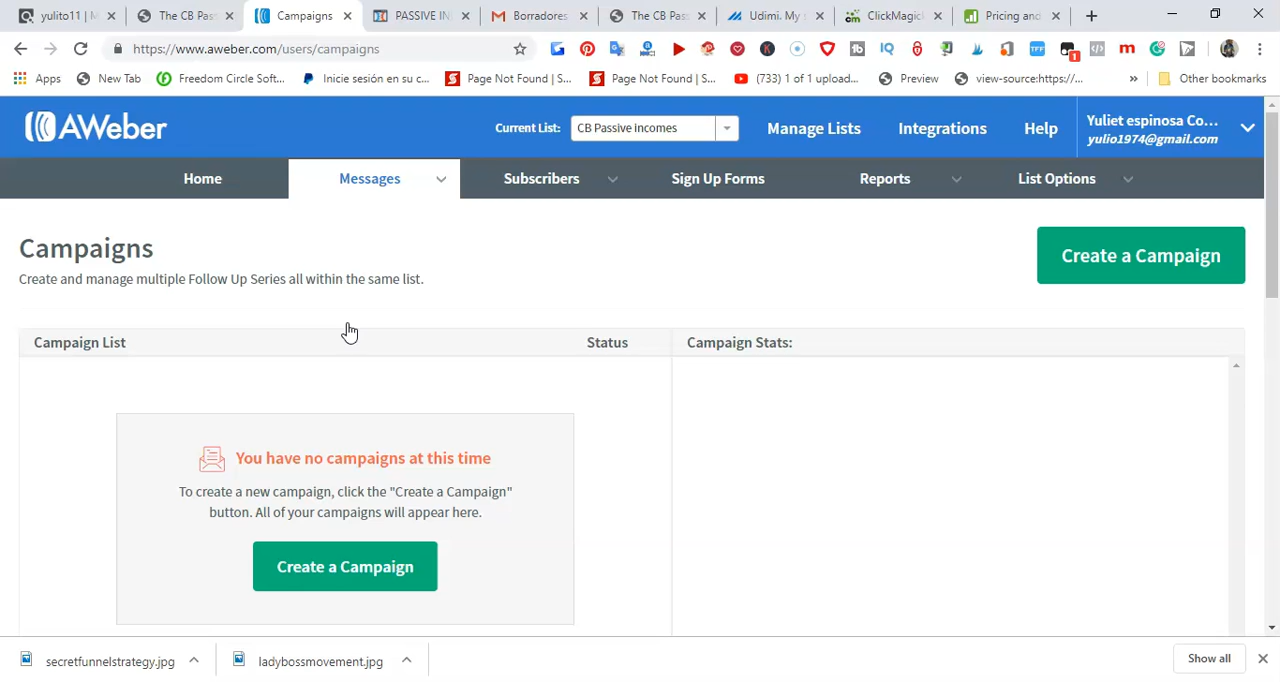 yulito11 | M
The CB Pas
Campaigns
PASSIVE IN
Borradores
The CB Pass
Udimi. My s
ClickMagicl
Pricing and
https://www.aweber.com/users/campaigns
Apps
New Tab
Freedom Circle Soft...
Inicie sesión en su c...
Page Not Found | S...
Page Not Found | S...
(733) 1 of 1 upload...
Preview
view-source:https://...
»
Other bookmarks
AWeber
Current List:
CB Passive incomes
Manage Lists
Integrations
Help
Yuliet espinosa Co...
yulio1974@gmail.com
Home
Messages
Subscribers
Sign Up Forms
Reports
List Options
Campaigns
Create and manage multiple Follow Up Series all within the same list.
Create a Campaign
Campaign List
Status
Campaign Stats:
You have no campaigns at this time
To create a new campaign, click the "Create a Campaign"
button. All of your campaigns will appear here.
Create a Campaign
secretfunnelstrategy.jpg
ladybossmovement.jpg
Show all